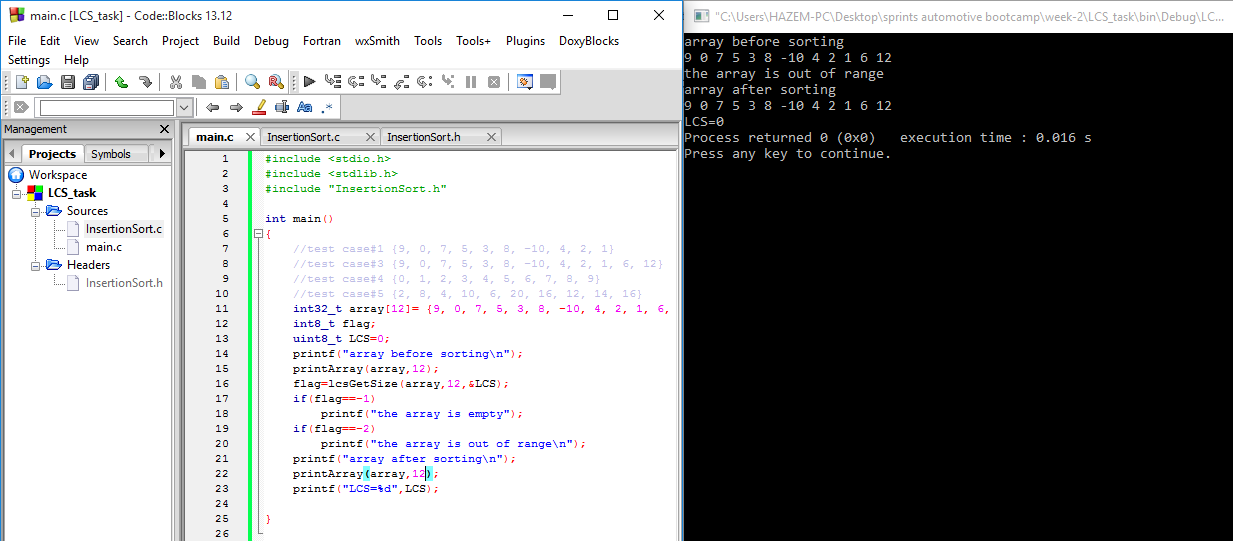 main.c [LCS_task] - Code::Blocks 13.12
File Edit View Search Project Build Debug Fortran wxSmith Tools Tools+ Plugins DoxyBlocks
Settings Help
Management
Projects Symbols
Workspace
LCS_task
Sources
InsertionSort.c
main.c
Headers
InsertionSort.h
main.c InsertionSort.c InsertionSort.h
1 #include <stdio.h>
2 #include <stdlib.h>
3 #include "InsertionSort.h"
4
5 int main()
6 {
7 //test case#1 {9, 0, 7, 5, 3, 8, -10, 4, 2, 1}
8 //test case#3 {9, 0, 7, 5, 3, 8, -10, 4, 2, 1, 6, 12}
9 //test case#4 {0, 1, 2, 3, 4, 5, 6, 7, 8, 9}
10 //test case#5 {2, 8, 4, 10, 6, 20, 16, 12, 14, 16}
11 int32_t array[12]= {9, 0, 7, 5, 3, 8, -10, 4, 2, 1, 6,
12 int8_t flag;
13 uint8_t LCS=0;
14 printf("array before sorting\n");
15 printArray(array,12);
16 flag=lcsGetSize(array,12,&LCS);
17 if(flag==-1)
18 printf("the array is empty");
19 if(flag==-2)
20 printf("the array is out of range\n");
21 printf("array after sorting\n");
22 printArray(array,12);
23 printf("LCS=%d",LCS);
24
25 }
26
"C:\Users\HAZEM-PC\Desktop\sprints automotive bootcamp\week-2\LCS_task\bin\Debug\LC...
array before sorting
9 0 7 5 3 8 -10 4 2 1 6 12
the array is out of range
array after sorting
9 0 7 5 3 8 -10 4 2 1 6 12
LCS=0
Process returned 0 (0x0) execution time : 0.016 s
Press any key to continue.